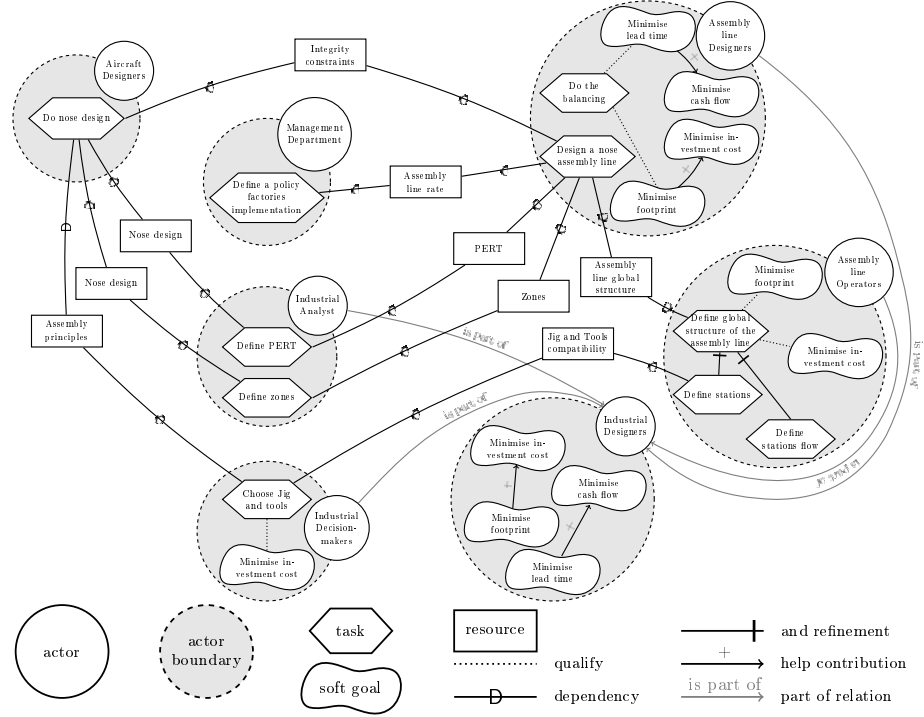 Aircraft
Designers
Do nose design
Integrity
constraints
Minimise
lead time
Assembly
line
Designers
Do the
balancing
Minimise
cash flow
Minimise in-
vestment cost
Design a nose
assembly line
Minimise
footprint
Management
Department
Define a policy
factories
implementation
Assembly
line rate
Nose design
Nose design
Assembly
principles
PERT
Zones
Assembly
line global
structure
Jig and Tools
compatibility
Industrial
Analyst
Define PERT
Define zones
Minimise
footprint
Assembly
line
Operators
Define global
structure of the
assembly line
Minimise in-
vestment cost
Define stations
Define
stations flow
is part of
is part of
is part of
is part of
Industrial
Designers
Minimise in-
vestment cost
Minimise
cash flow
Minimise
footprint
Minimise
lead time
Choose Jig
and tools
Industrial
Decision-
makers
Minimise in-
vestment cost
D
+
+
+
+
actor
actor
boundary
task
soft goal
resource
qualify
D
dependency
and refinement
+
help contribution
is part of
part of relation